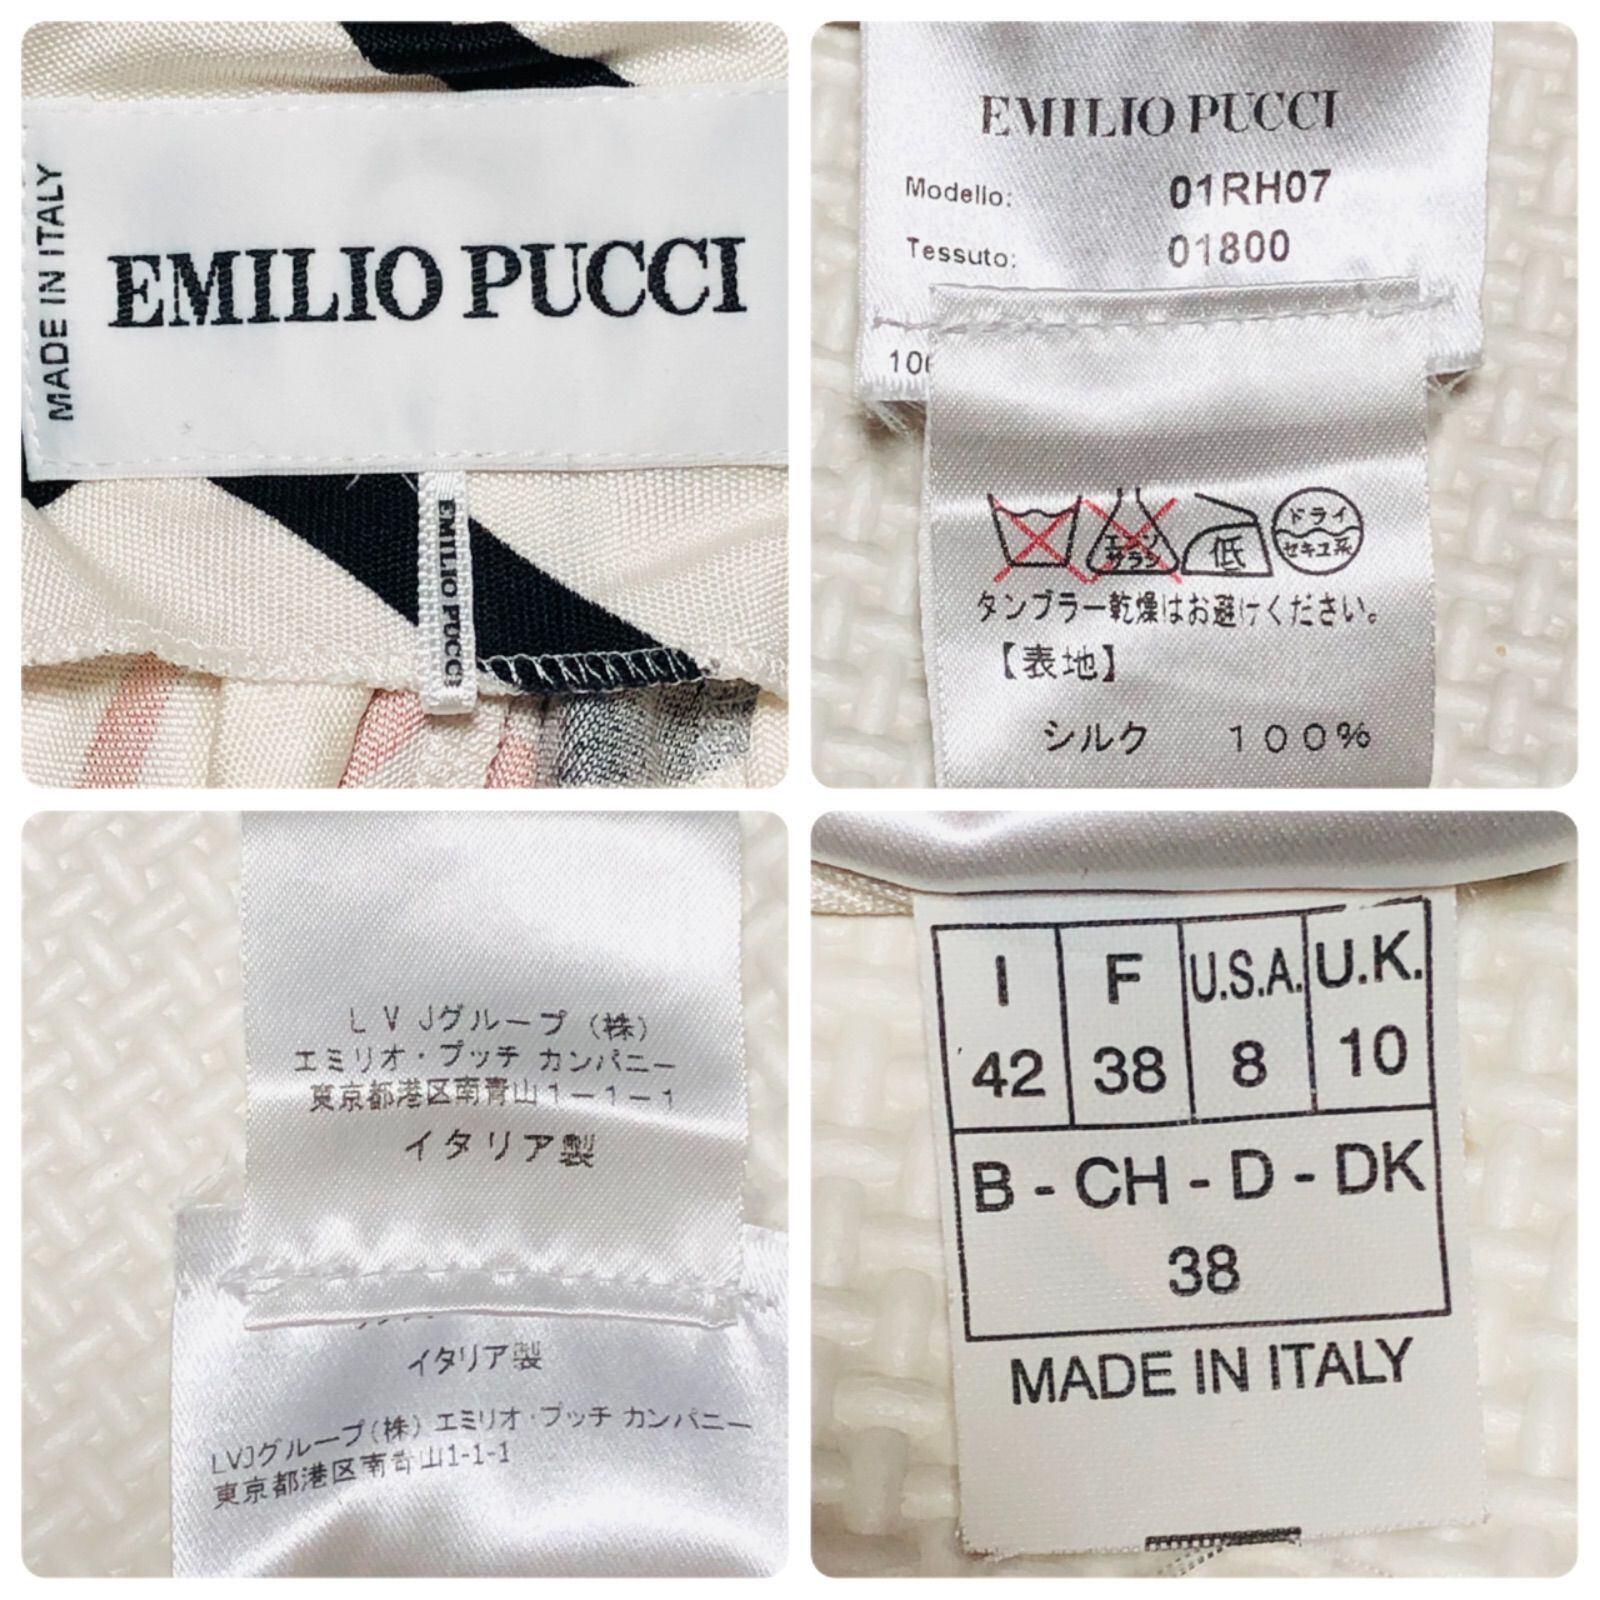 MADE IN ITALY
EMILIO PUCCI
EMILIO PUCCI
EMILIO PUCCI
Modello: 01RH07
Tessuto: 01800
エンソ
サラシ
低
ドライ
セキユ系
タンブラー乾燥はお避けください。
【表地】
シルク 100%
LVJグループ(株)
エミリオ・プッチ カンパニー
東京都港区南青山1-1-1
イタリア製
イタリア製
LVJグループ(株) エミリオ・プッチ カンパニー
東京都港区南青山1-1-1
I F U.S.A. U.K.
42 38 8 10
B - CH - D - DK
38
MADE IN ITALY